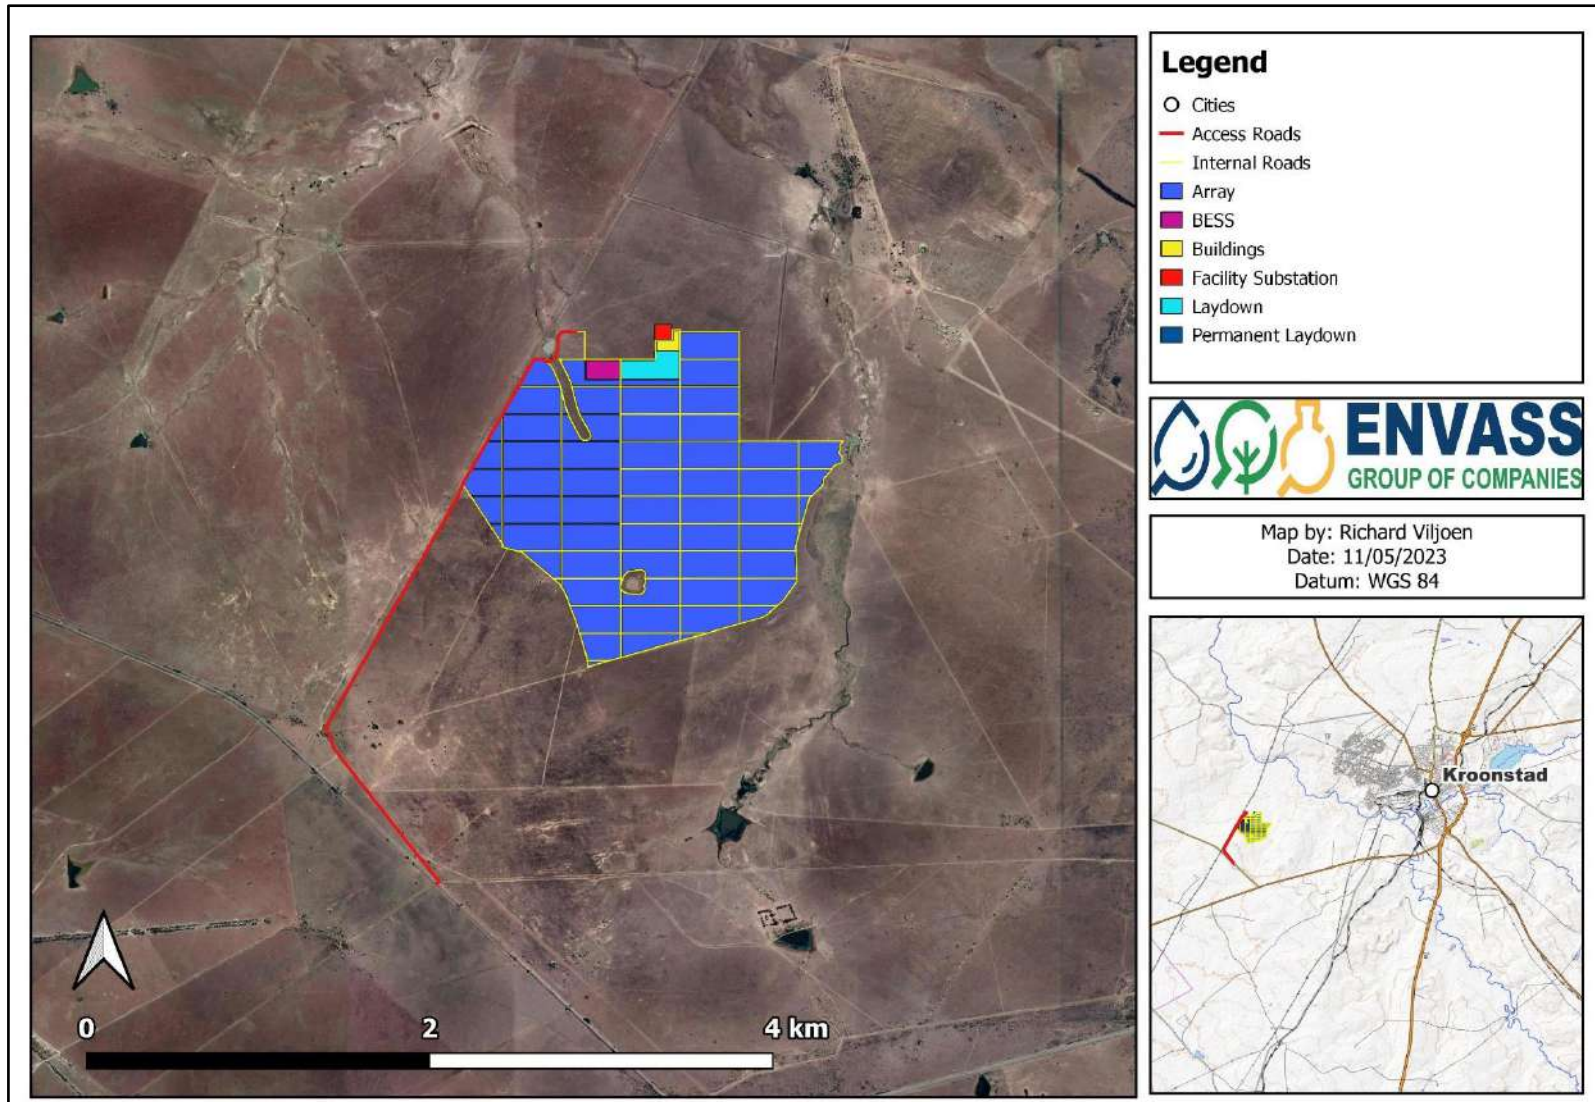 Legend
Cities
Access Roads
Internal Roads
Array
BESS
Buildings
Facility Substation
Laydown
Permanent Laydown
ENVASS
GROUP OF COMPANIES
Map by: Richard Viljoen
Date: 11/05/2023
Datum: WGS 84
Kroonstad
0 2 4 km